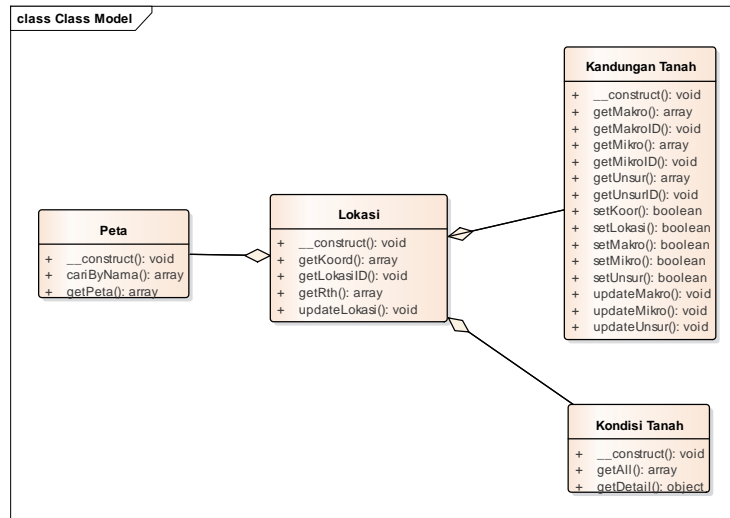 class Class Model
Peta
+ __construct(): void
+ cariByNama(): array
+ getPeta(): array
Lokasi
+ __construct(): void
+ getKoord(): array
+ getLokasiID(): void
+ getRth(): array
+ updateLokasi(): void
Kandungan Tanah
+ __construct(): void
+ getMakro(): array
+ getMakroID(): void
+ getMikro(): array
+ getMikroID(): void
+ getUnsur(): array
+ getUnsurID(): void
+ setKoor(): boolean
+ setLokasi(): boolean
+ setMakro(): boolean
+ setMikro(): boolean
+ setUnsur(): boolean
+ updateMakro(): void
+ updateMikro(): void
+ updateUnsur(): void
Kondisi Tanah
+ __construct(): void
+ getAll(): array
+ getDetail(): object